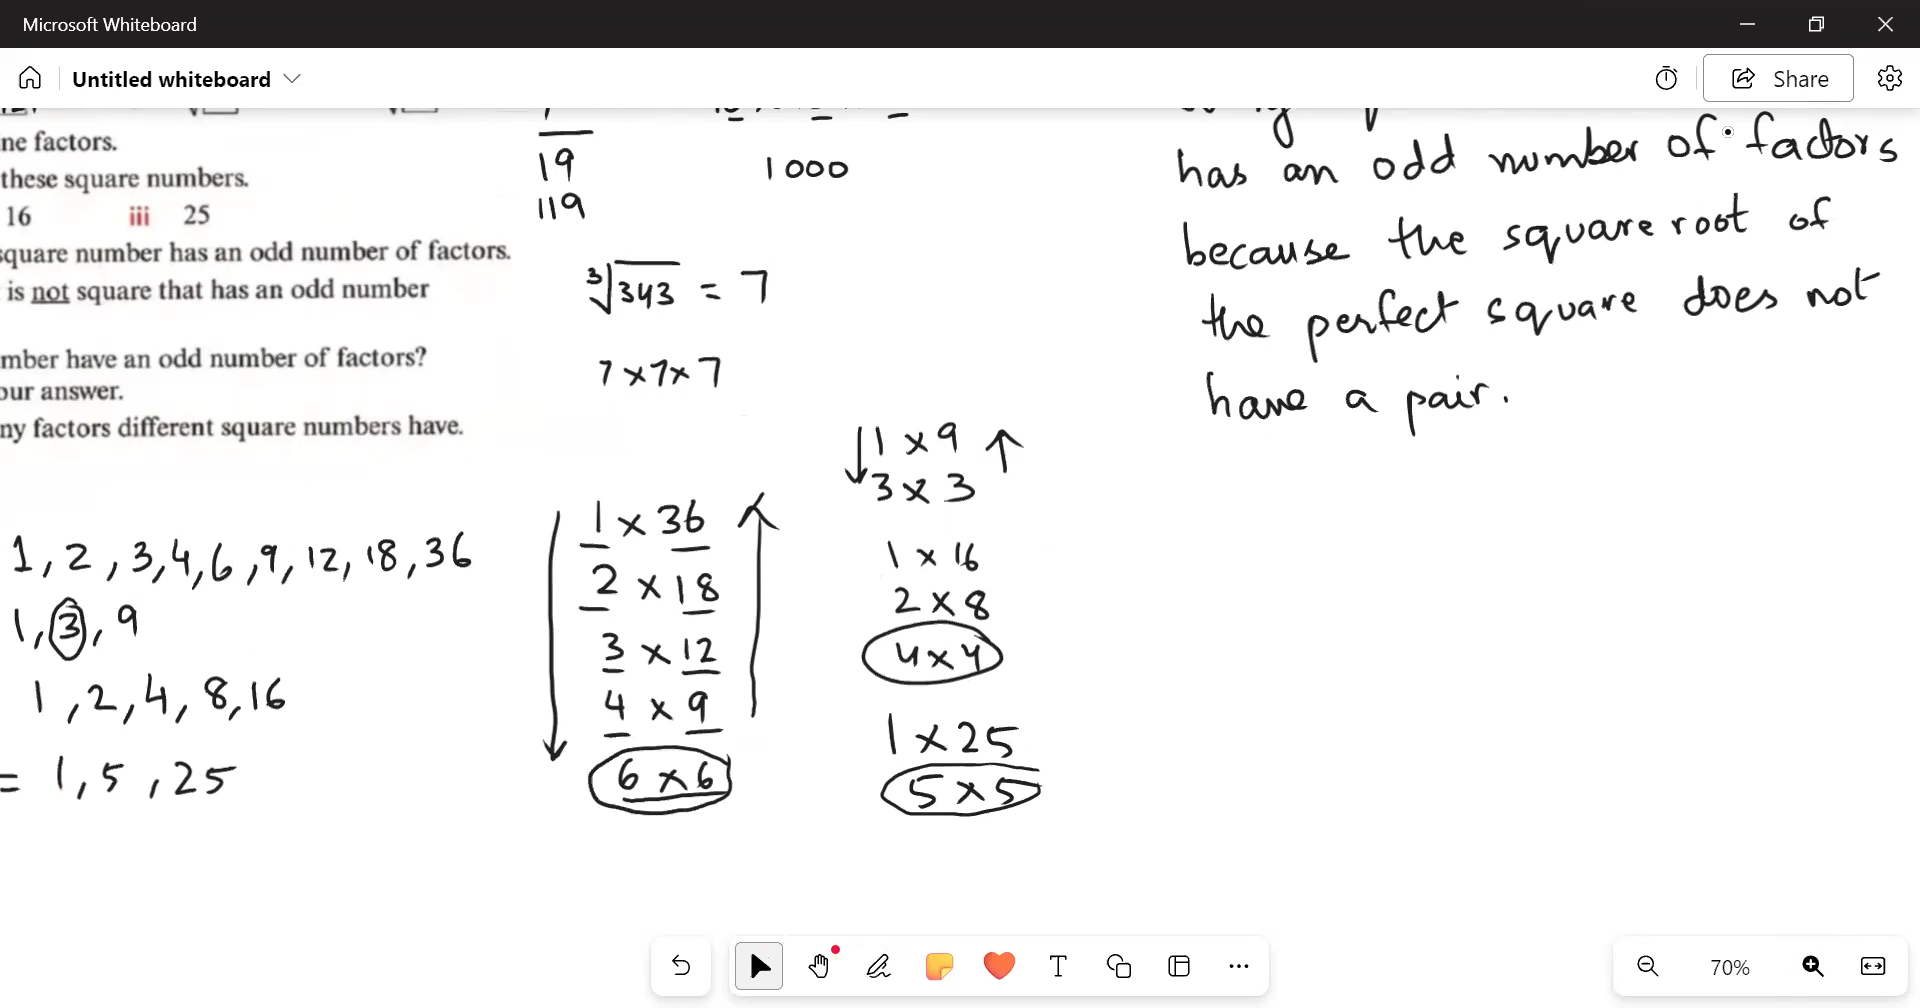 Microsoft Whiteboard
Untitled whiteboard
Share
ne factors.
these square numbers.
16 iii 25
square number has an odd number of factors.
is not square that has an odd number
mber have an odd number of factors?
our answer.
ny factors different square numbers have.
1, 2, 3, 4, 6, 9, 12, 18, 36
1, 3, 9
1, 2, 4, 8, 16
= 1, 5, 25
19
119
1000
∛343 = 7
7 × 7 × 7
1 × 36
2 × 18
3 × 12
4 × 9
6 × 6
1 × 9
3 × 3
1 × 16
2 × 8
4 × 4
1 × 25
5 × 5
has an odd number of factors
because the square root of
the perfect square does not
have a pair.
70%